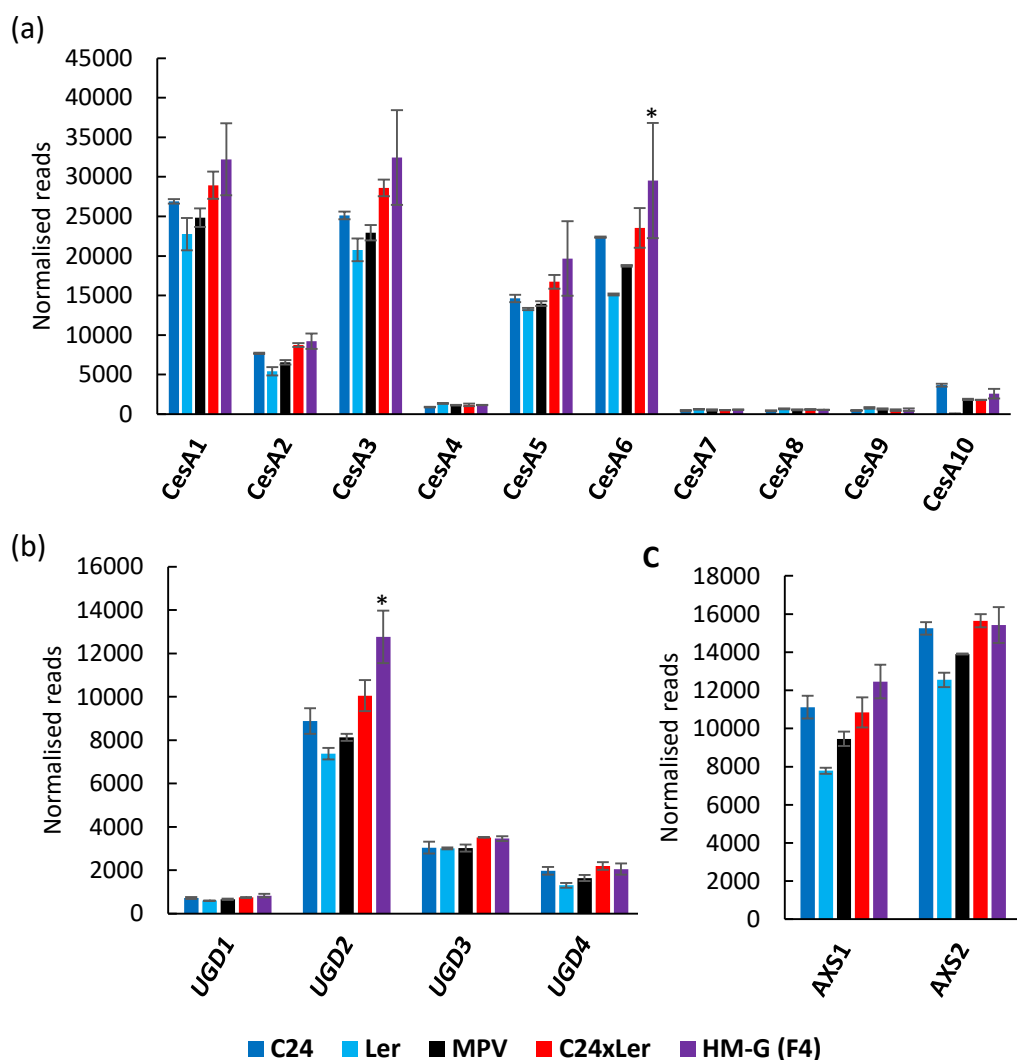 (a)
45000
40000
35000
30000
25000
20000
15000
10000
5000
0
Normalised reads
*
CesA1
CesA2
CesA3
CesA4
CesA5
CesA6
CesA7
CesA8
CesA9
CesA10
(b)
16000
14000
12000
10000
8000
6000
4000
2000
0
Normalised reads
*
UGD1
UGD2
UGD3
UGD4
C
18000
16000
14000
12000
10000
8000
6000
4000
2000
0
Normalised reads
AXS1
AXS2
C24 Ler MPV C24xLer HM-G (F4)